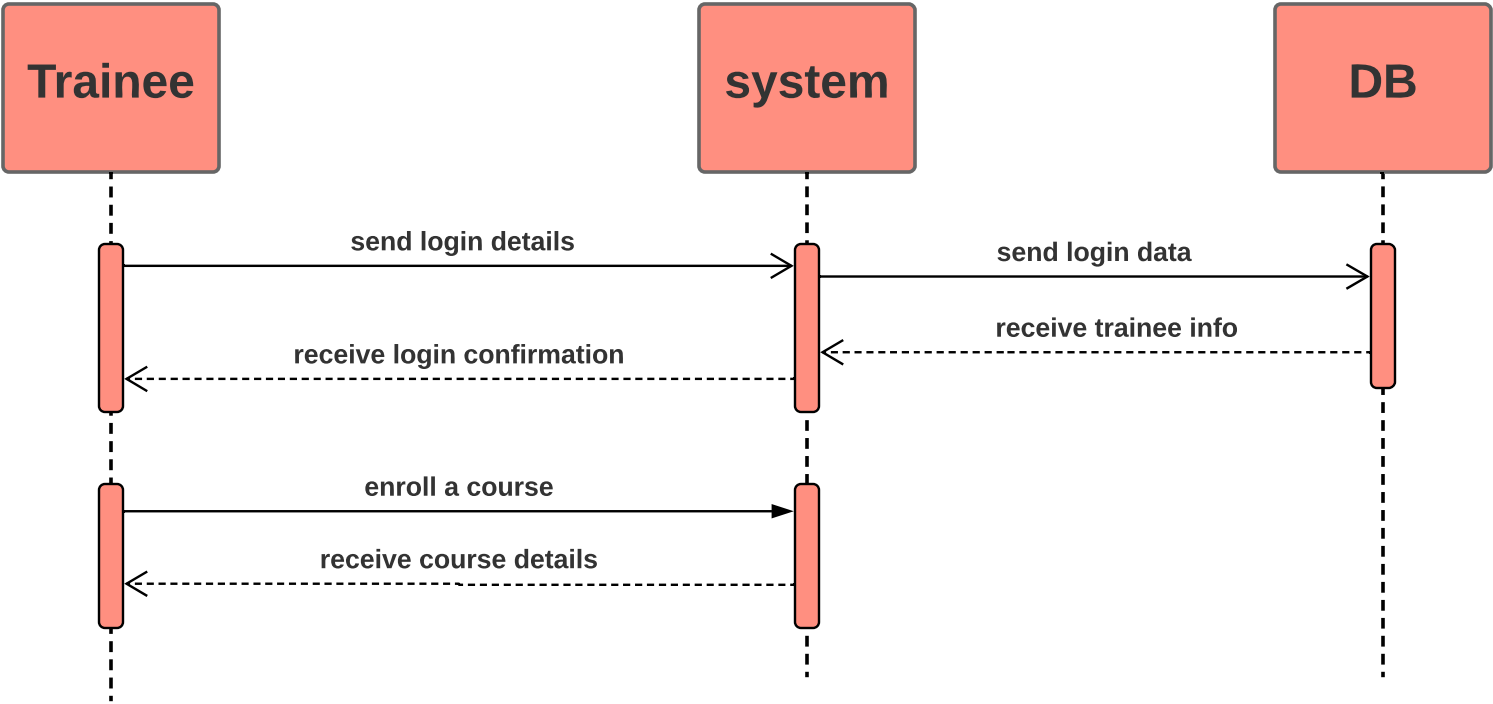 Trainee
system
DB
send login details
send login data
receive trainee info
receive login confirmation
enroll a course
receive course details